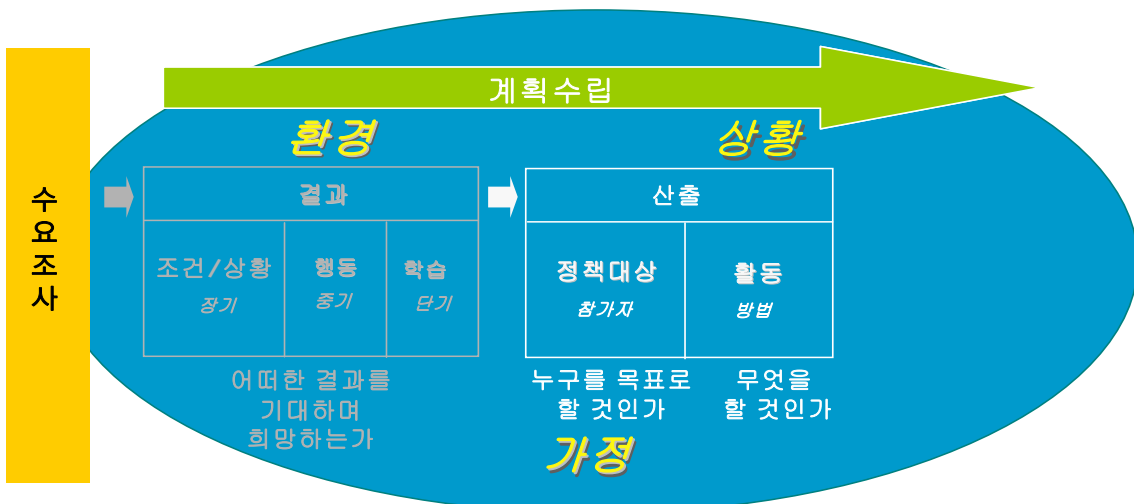 수요조사
계획수립
환경
상황
결과
조건/상황
장기
행동
중기
학습
단기
어떠한 결과를
기대하며
희망하는가
산출
정책대상
참가자
활동
방법
누구를 목표로
할 것인가
무엇을
할 것인가
가정